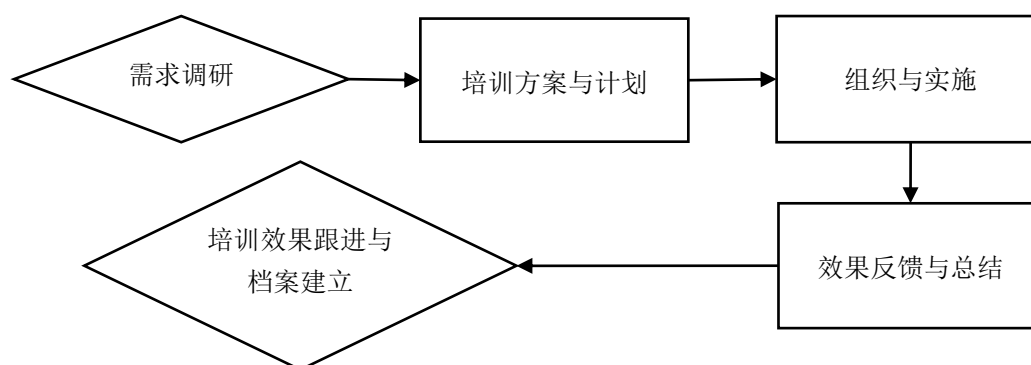 需求调研
培训方案与计划
组织与实施
培训效果跟进与
档案建立
效果反馈与总结